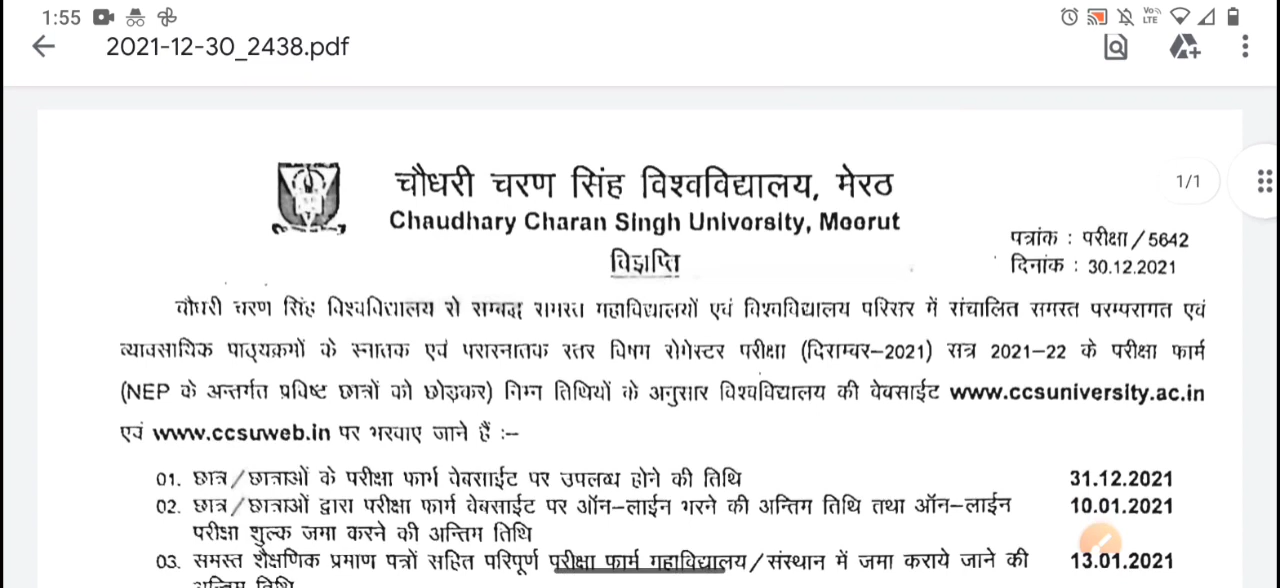 1:55
Vo LTE
2021-12-30_2438.pdf
चौधरी चरण सिंह विश्वविद्यालय, मेरठ
1/1
Chaudhary Charan Singh University, Meerut
पत्रांक : परीक्षा / 5642
विज्ञप्ति
दिनांक : 30.12.2021
चौधरी चरण सिंह विश्वविद्यालय से सम्बद्ध समस्त महाविद्यालयों एवं विश्वविद्यालय परिसर में संचालित समस्त परम्परागत एवं
व्यावसायिक पाठ्यक्रमों के स्नातक एवं परास्नातक स्तर विषम सेमेस्टर परीक्षा (दिसम्बर–2021) सत्र 2021–22 के परीक्षा फार्म
(NEP के अन्तर्गत प्रविष्ट छात्रों को छोड़कर) निम्न तिथियों के अनुसार विश्वविद्यालय की वेबसाईट www.ccsuniversity.ac.in
एवं www.ccsuweb.in पर भरवाए जाने हैं :–
01. छात्र / छात्राओं के परीक्षा फार्म वेबसाईट पर उपलब्ध होने की तिथि 31.12.2021
02. छात्र / छात्राओं द्वारा परीक्षा फार्म वेबसाईट पर ऑन–लाईन भरने की अन्तिम तिथि तथा ऑन–लाईन 10.01.2021
परीक्षा शुल्क जमा करने की अन्तिम तिथि
03. समस्त शैक्षणिक प्रमाण पत्रों सहित परिपूर्ण परीक्षा फार्म महाविद्यालय / संस्थान में जमा कराये जाने की 13.01.2021
अन्तिम तिथि